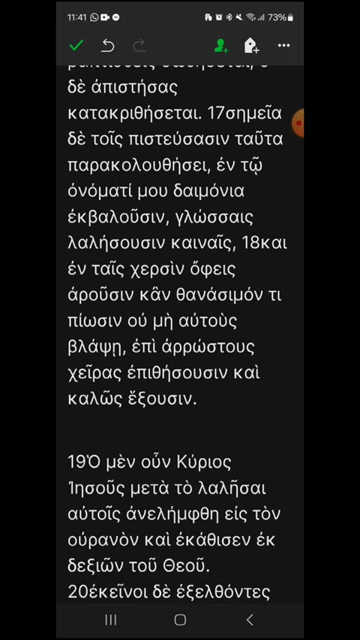 11:41
73%
βαπτισθεὶς σωθήσεται, ὁ
δὲ ἀπιστήσας
κατακριθήσεται. 17σημεῖα
δὲ τοῖς πιστεύσασιν ταῦτα
παρακολουθήσει, ἐν τῷ
ὀνόματί μου δαιμόνια
ἐκβαλοῦσιν, γλώσσαις
λαλήσουσιν καιναῖς, 18και
ἐν ταῖς χερσὶν ὄφεις
ἀροῦσιν κἂν θανάσιμόν τι
πίωσιν οὐ μὴ αὐτοὺς
βλάψῃ, ἐπὶ ἀρρώστους
χεῖρας ἐπιθήσουσιν καὶ
καλῶς ἕξουσιν.
19Ὁ μὲν οὖν Κύριος
Ἰησοῦς μετὰ τὸ λαλῆσαι
αὐτοῖς ἀνελήμφθη εἰς τὸν
οὐρανὸν καὶ ἐκάθισεν ἐκ
δεξιῶν τοῦ Θεοῦ.
20ἐκεῖνοι δὲ ἐξελθόντες